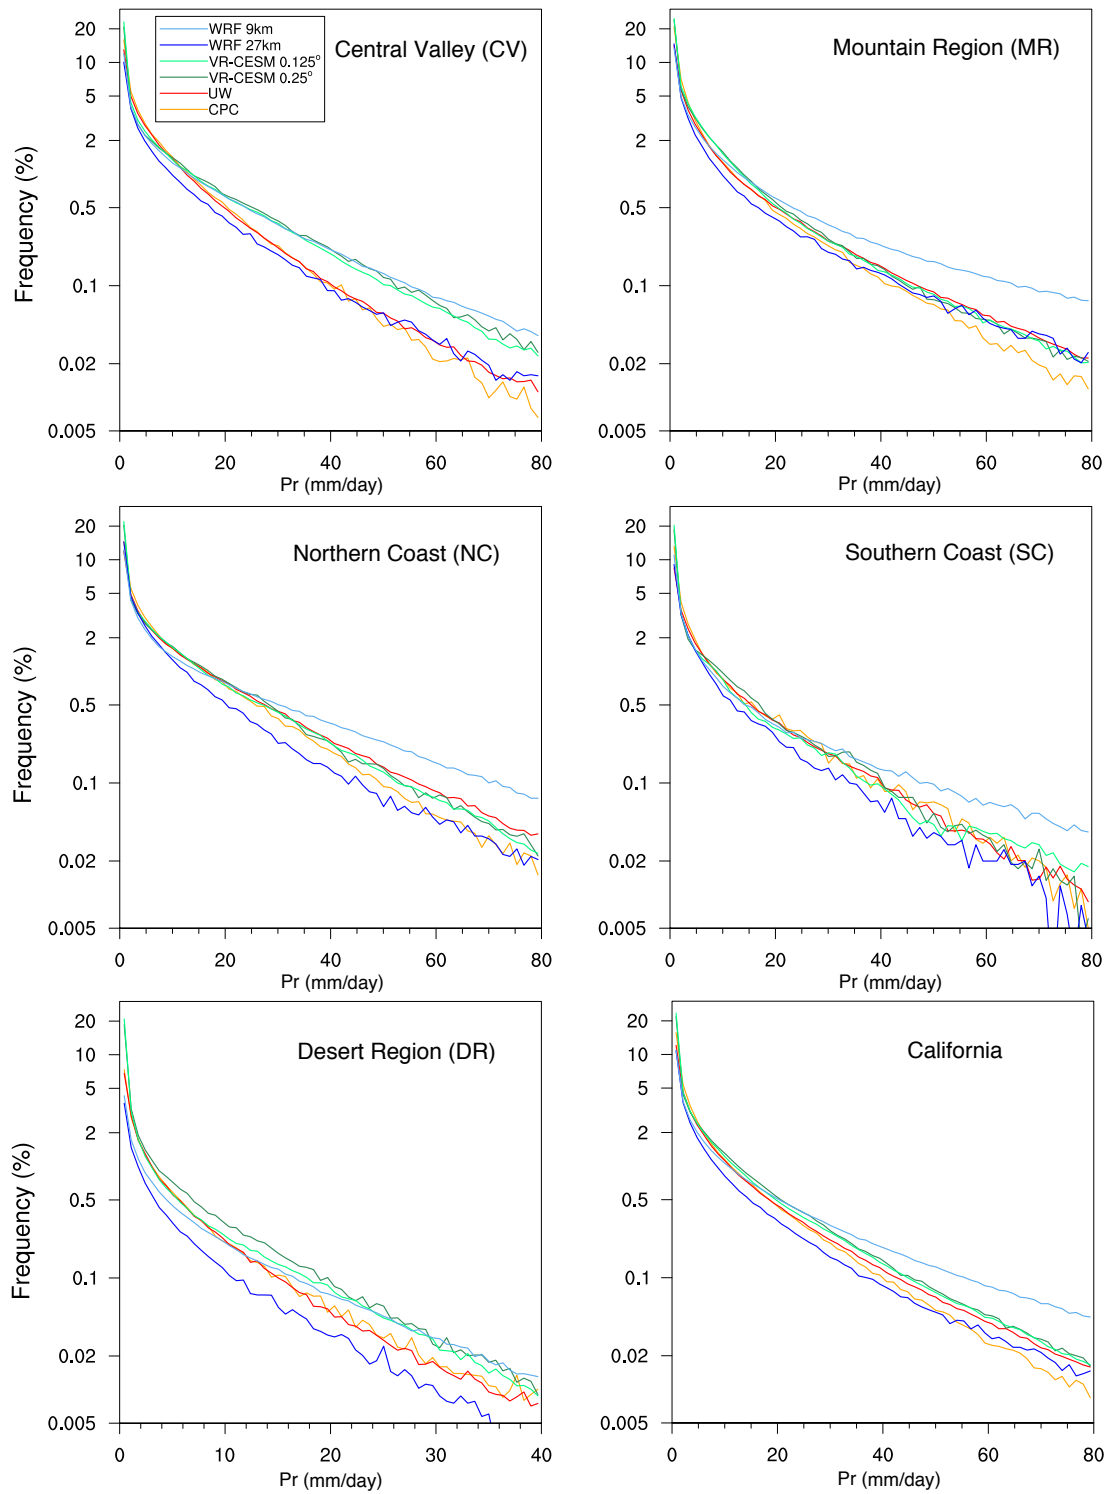 WRF 9km
WRF 27km
VR-CESM 0.125°
VR-CESM 0.25°
UW
CPC
Central Valley (CV)
Frequency (%)
20
10
5
2
0.5
0.1
0.02
0.005
0 20 40 60 80
Pr (mm/day)
Mountain Region (MR)
20
10
5
2
0.5
0.1
0.02
0.005
0 20 40 60 80
Pr (mm/day)
Northern Coast (NC)
Frequency (%)
20
10
5
2
0.5
0.1
0.02
0.005
0 20 40 60 80
Pr (mm/day)
Southern Coast (SC)
20
10
5
2
0.5
0.1
0.02
0.005
0 20 40 60 80
Pr (mm/day)
Desert Region (DR)
Frequency (%)
20
10
5
2
0.5
0.1
0.02
0.005
0 10 20 30 40
Pr (mm/day)
California
20
10
5
2
0.5
0.1
0.02
0.005
0 20 40 60 80
Pr (mm/day)